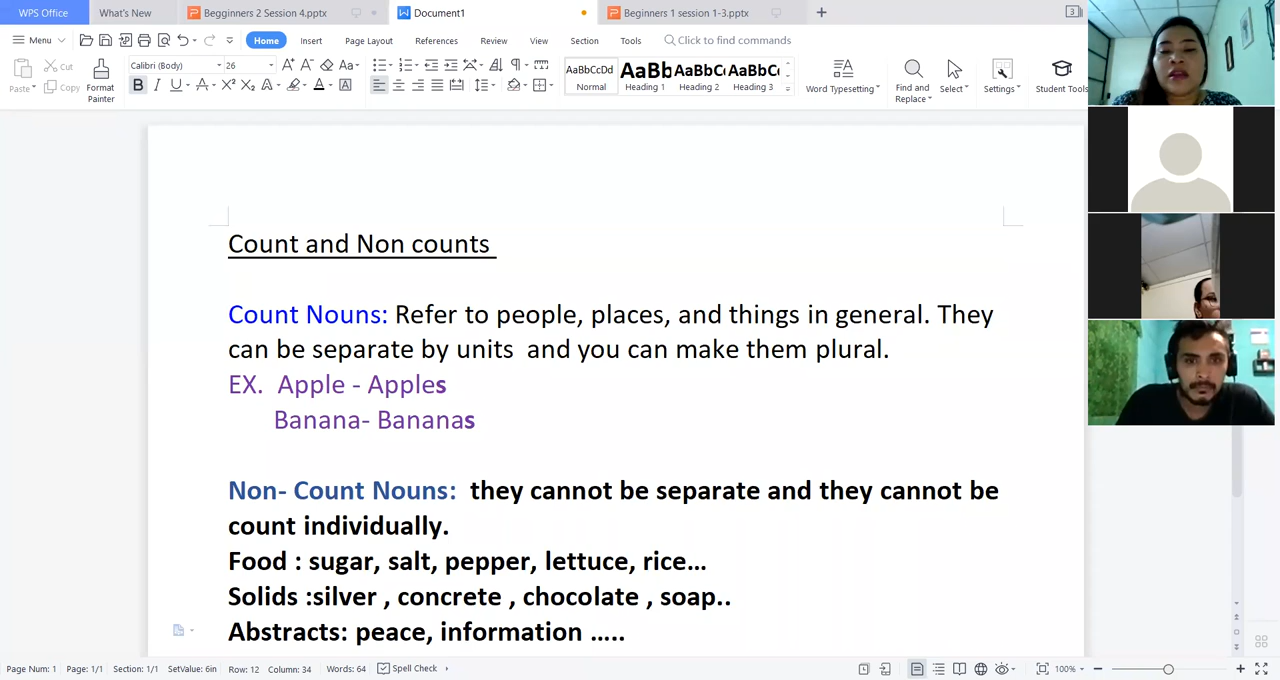 WPS Office What's New Begginners 2 Session 4.pptx Document1 Beginners 1 session 1-3.pptx 3
Menu Home Insert Page Layout References Review View Section Tools Click to find commands
Paste Cut Copy Format Painter Calibri (Body) 26 AaBbCcDd Normal AaBb Heading 1 AaBbCc Heading 2 AaBbCc Heading 3 Word Typesetting Find and Replace Select Settings Student Tools
Count and Non counts
Count Nouns: Refer to people, places, and things in general. They
can be separate by units and you can make them plural.
EX. Apple - Apples
Banana- Bananas
Non- Count Nouns: they cannot be separate and they cannot be
count individually.
Food : sugar, salt, pepper, lettuce, rice...
Solids :silver , concrete , chocolate , soap..
Abstracts: peace, information .....
Page Num: 1 Page: 1/1 Section: 1/1 SetValue: 6in Row: 12 Column: 34 Words: 64 Spell Check 100%